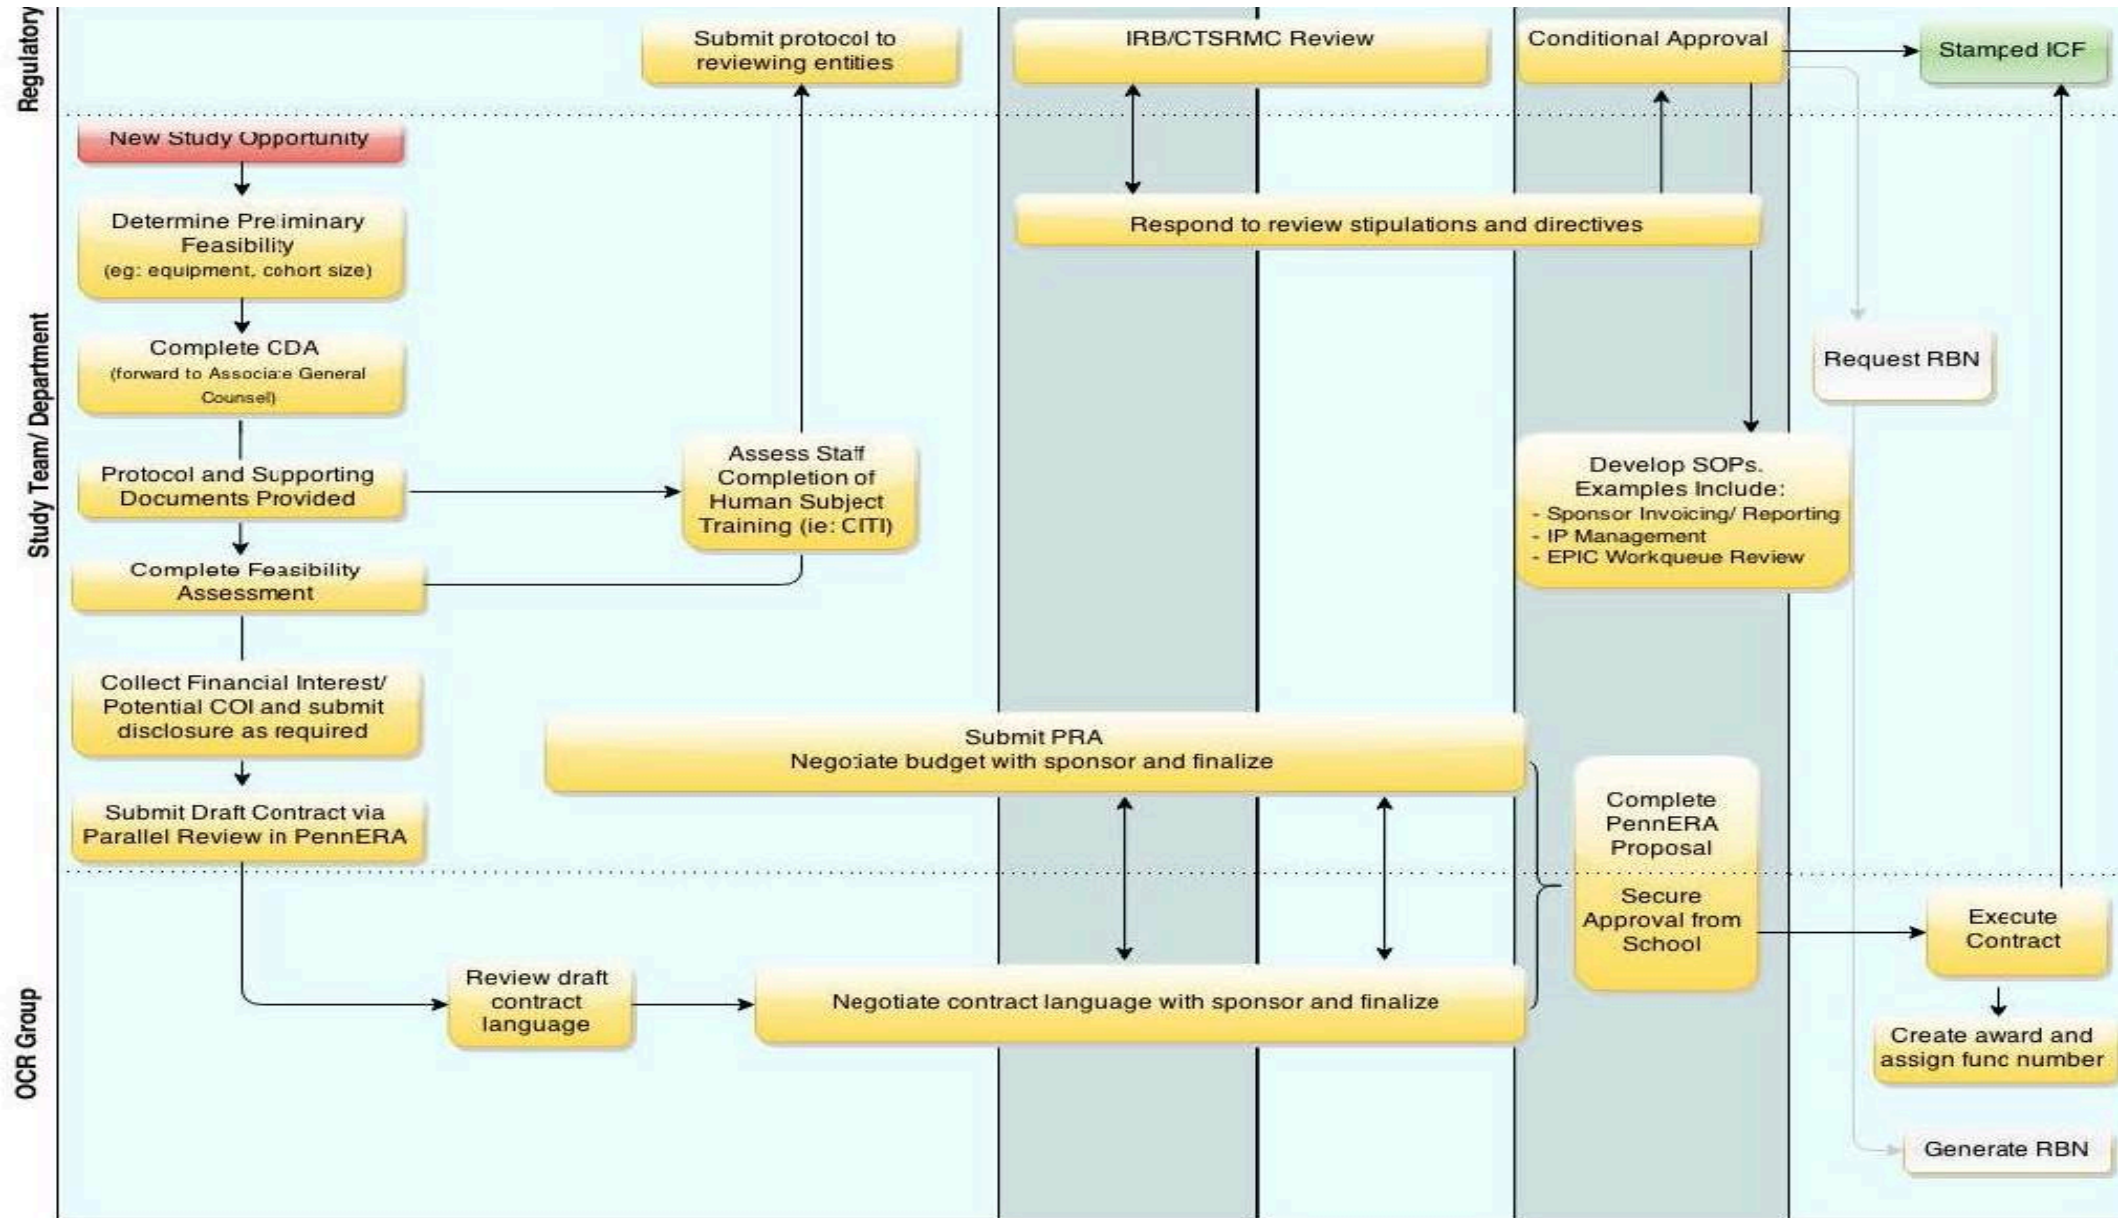 Regulatory
Submit protocol to
reviewing entities
IRB/CTSRMC Review
Conditional Approval
Stamped ICF
Study Team/ Department
New Study Opportunity
Determine Preliminary
Feasibility
(eg: equipment, cohort size)
Complete CDA
(forward to Associate General
Counsel)
Protocol and Supporting
Documents Provided
Complete Feasibility
Assessment
Collect Financial Interest/
Potential COI and submit
disclosure as required
Submit Draft Contract via
Parallel Review in PennERA
Assess Staff
Completion of
Human Subject
Training (ie: CITI)
Respond to review stipulations and directives
Request RBN
Develop SOPs.
Examples Include:
- Sponsor Invoicing/ Reporting
- IP Management
- EPIC Workqueue Review
Submit PRA
Negotiate budget with sponsor and finalize
Complete
PennERA
Proposal
Secure
Approval from
School
OCR Group
Review draft
contract
language
Negotiate contract language with sponsor and finalize
Execute
Contract
Create award and
assign func number
Generate RBN